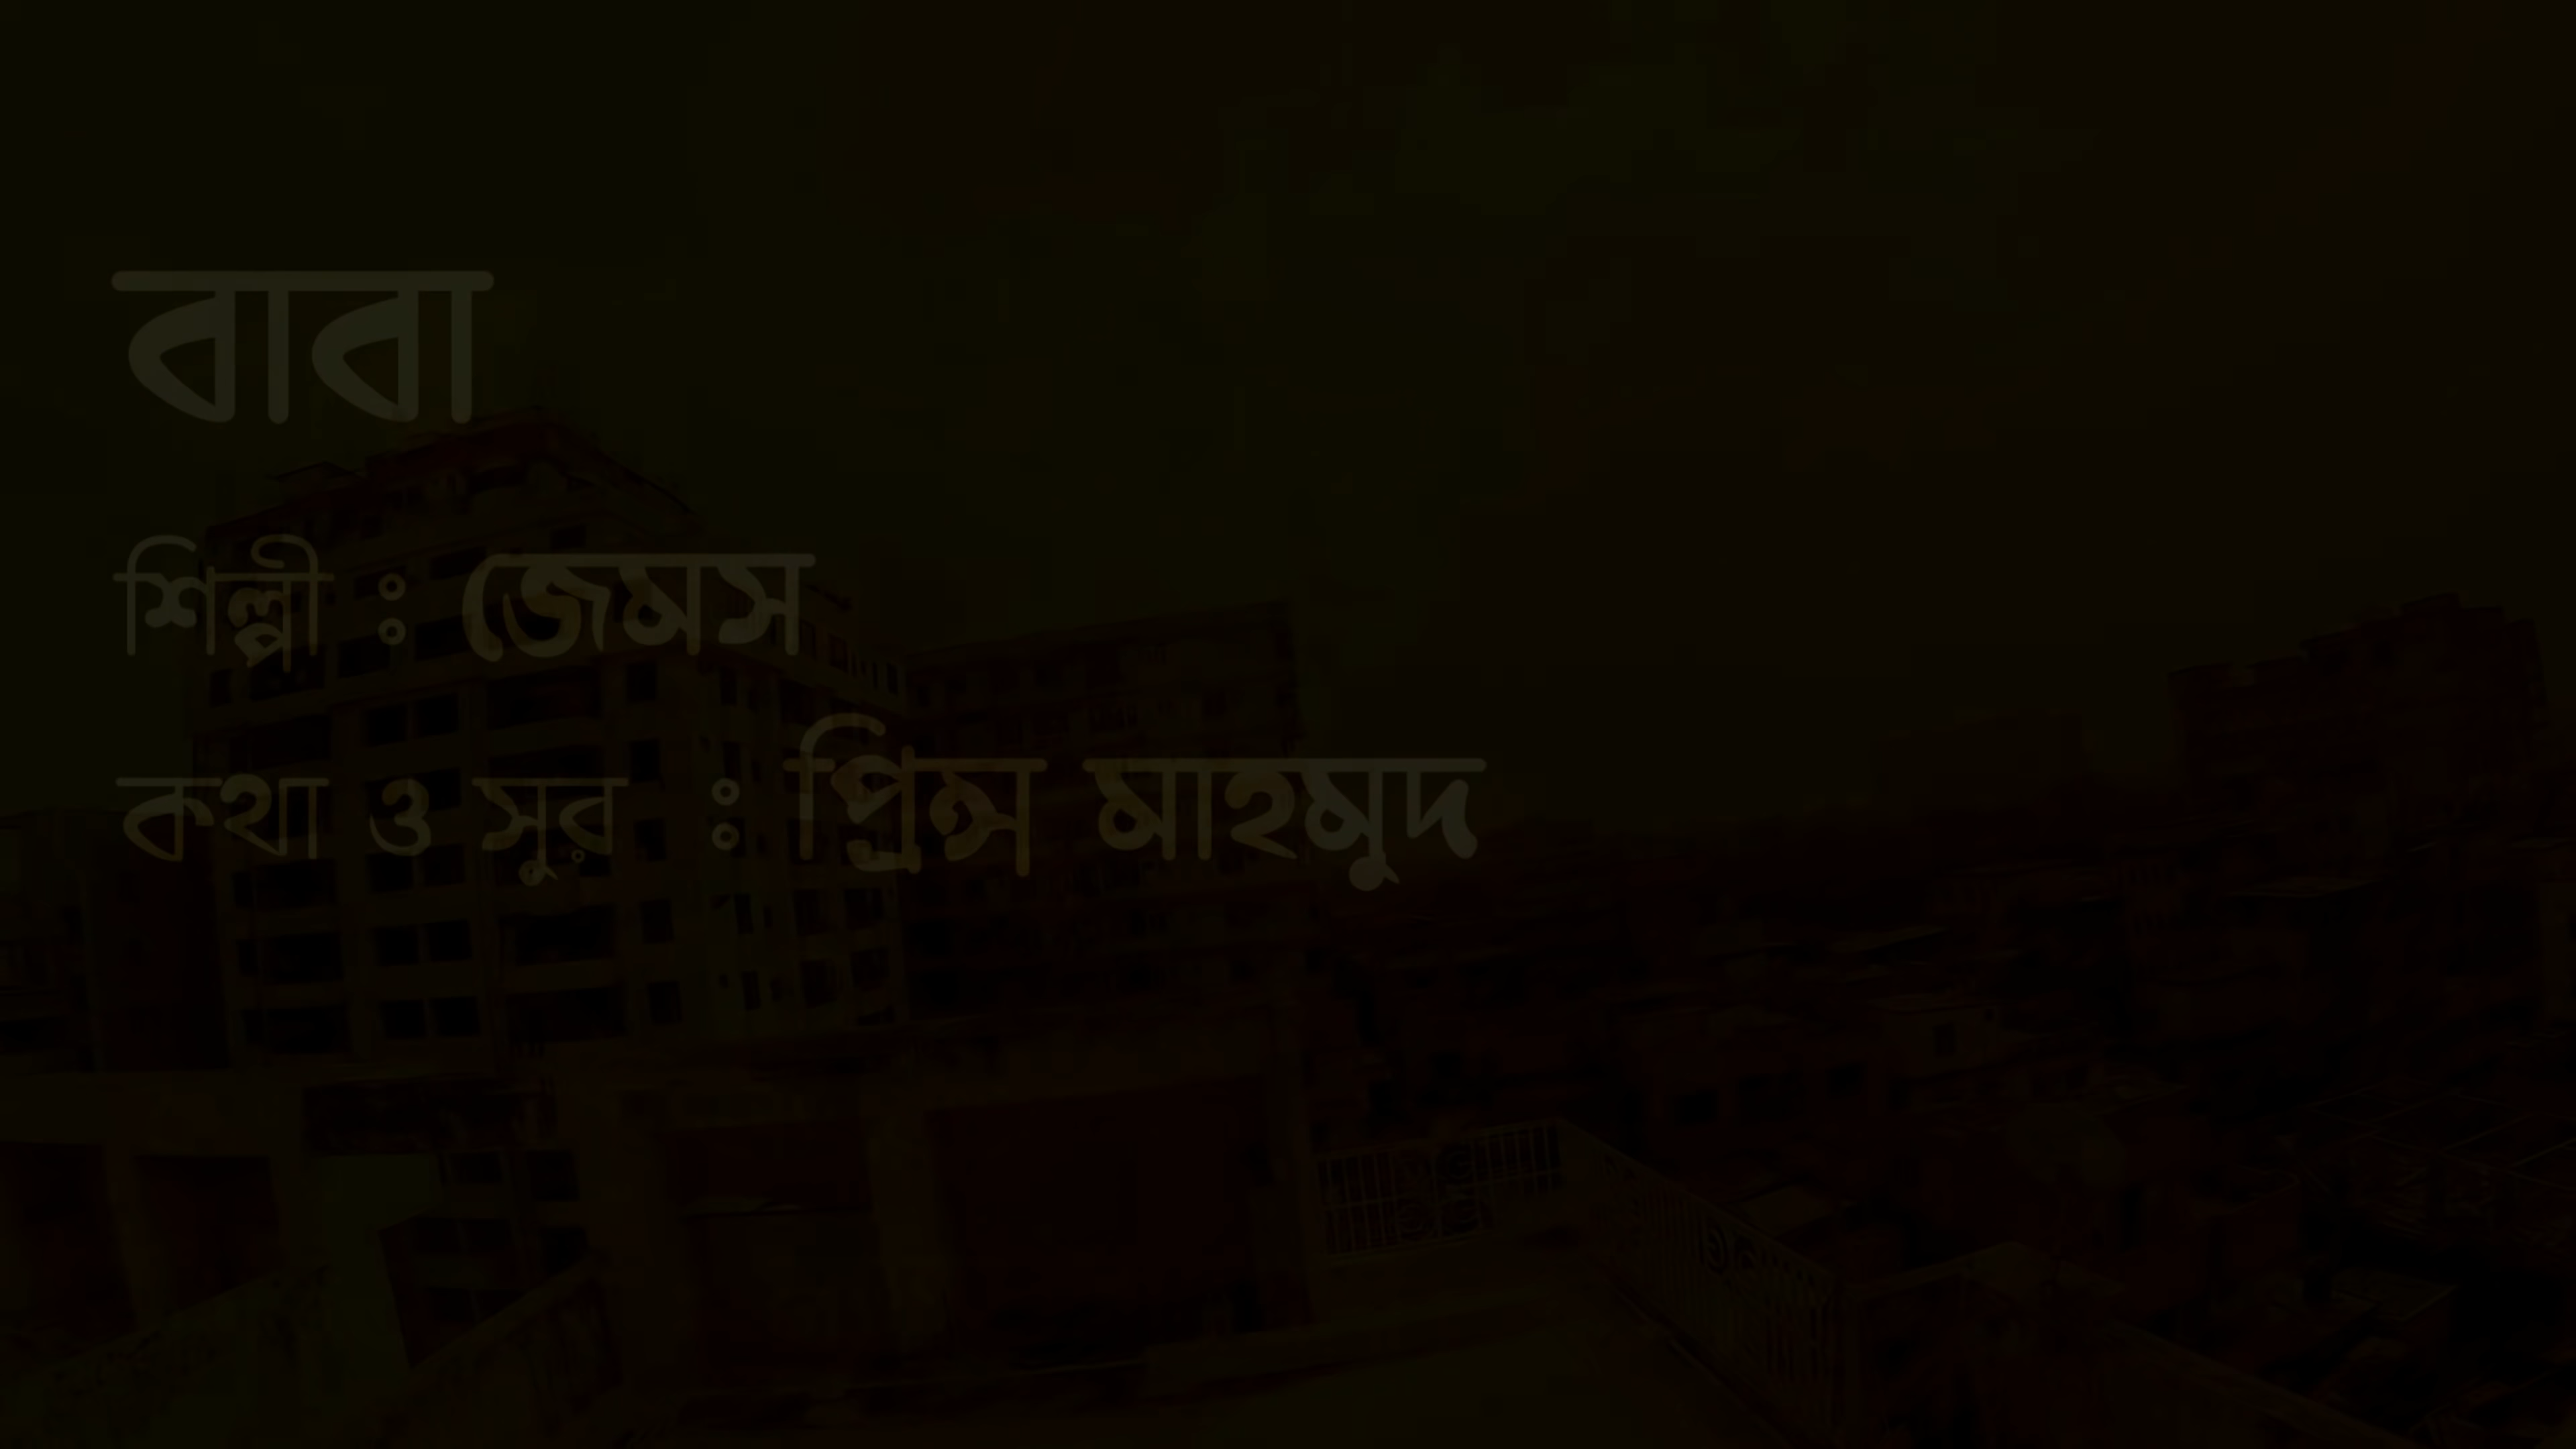 বাবা
শিল্পী : জেমস
কথা ও সুর : প্রিন্স মাহমুদ